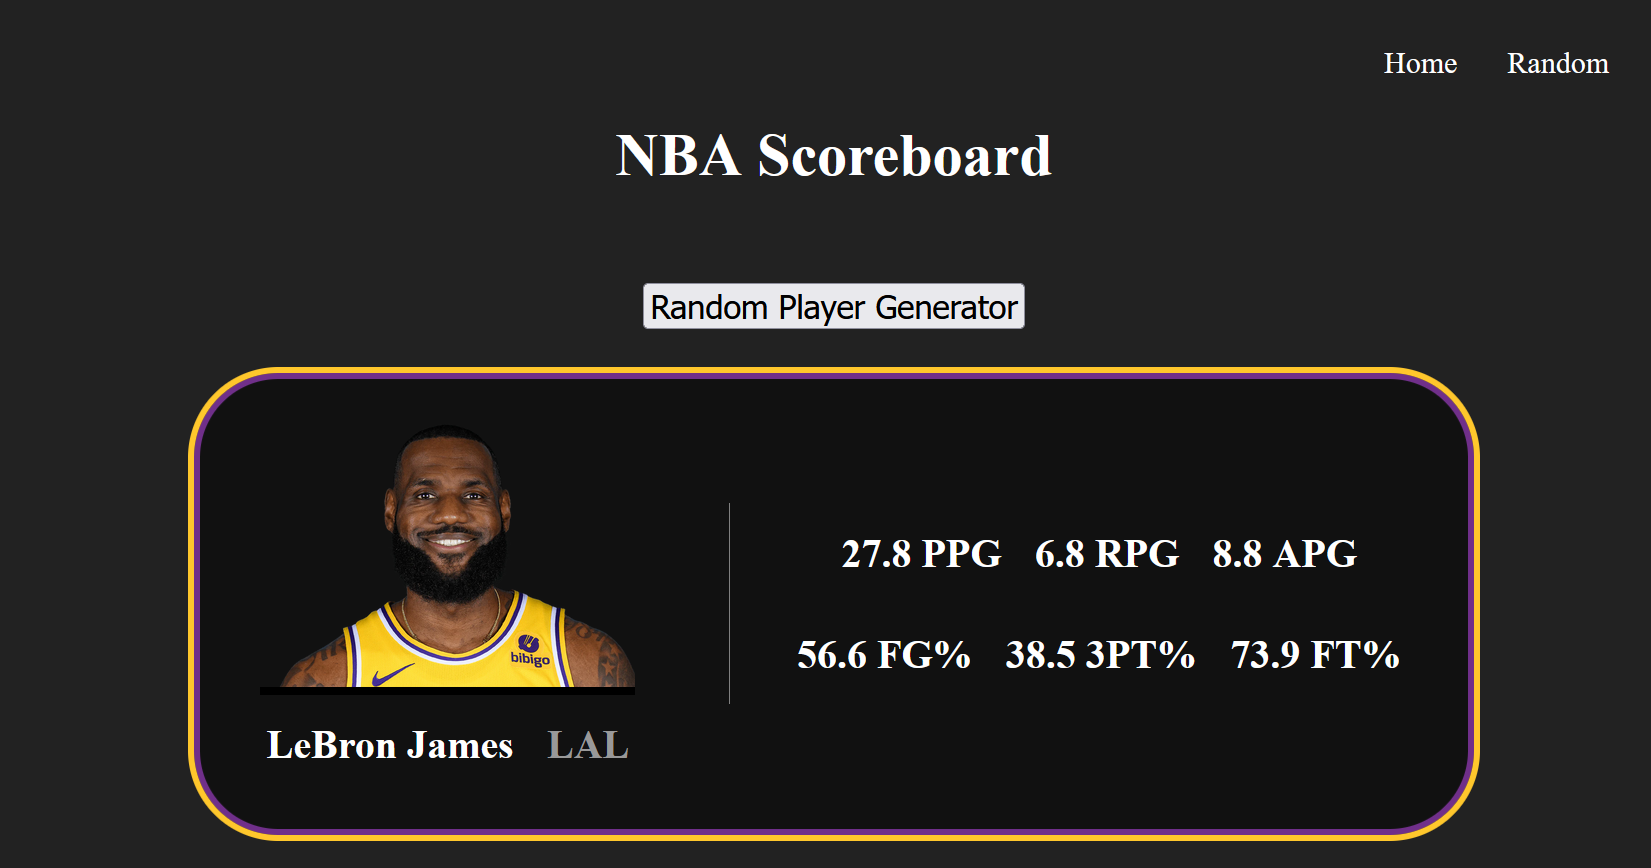 Home Random
NBA Scoreboard
Random Player Generator
27.8 PPG 6.8 RPG 8.8 APG
bibigo
56.6 FG% 38.5 3PT% 73.9 FT%
LeBron James LAL